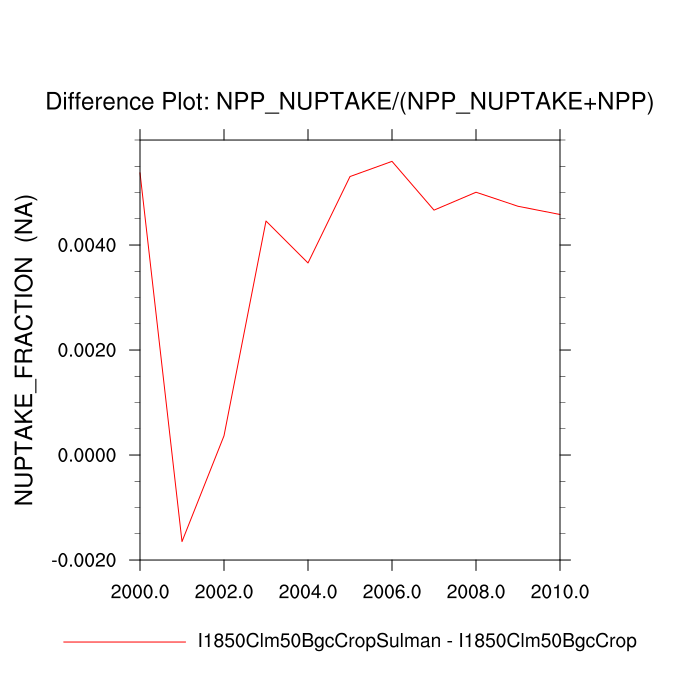 Difference Plot: NPP_NUPTAKE/(NPP_NUPTAKE+NPP)
NUPTAKE_FRACTION (NA)
0.0040
0.0020
0.0000
-0.0020
2000.0 2002.0 2004.0 2006.0 2008.0 2010.0
I1850Clm50BgcCropSulman - I1850Clm50BgcCrop